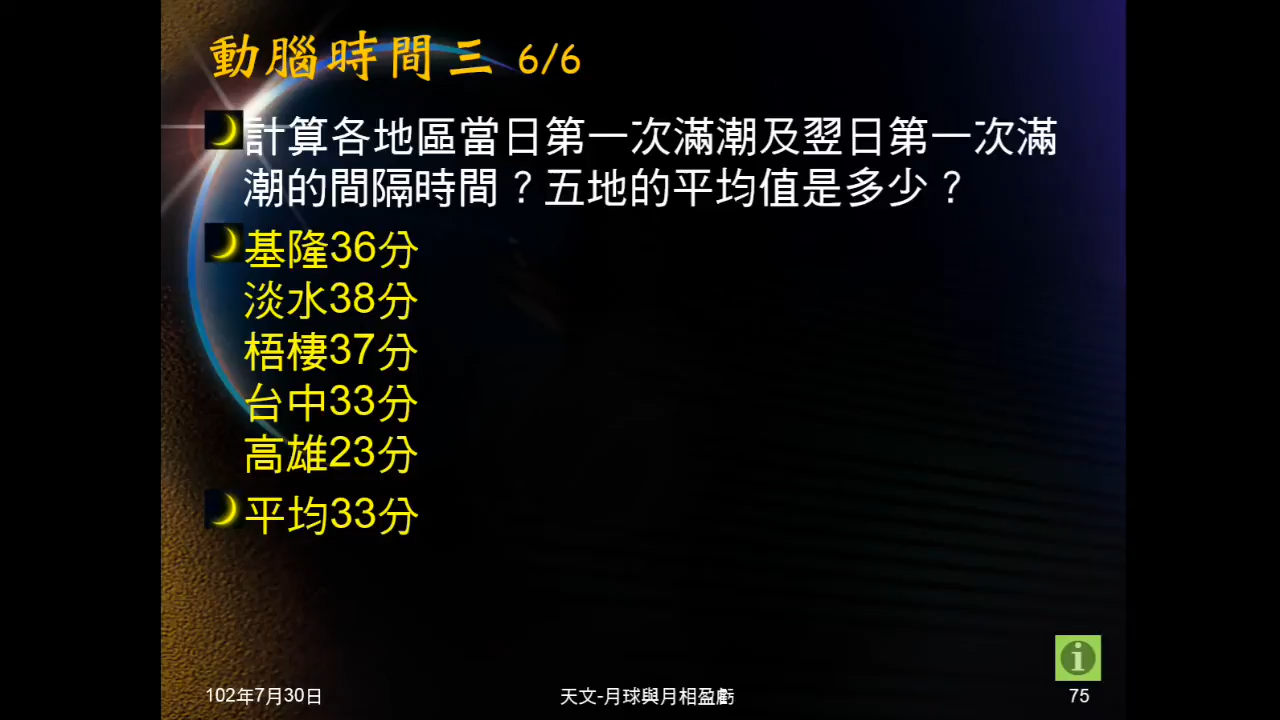 動腦時間三 6/6
計算各地區當日第一次滿潮及翌日第一次滿
潮的間隔時間？五地的平均值是多少？
基隆36分
淡水38分
梧棲37分
台中33分
高雄23分
平均33分
102年7月30日
天文-月球與月相盈虧
75